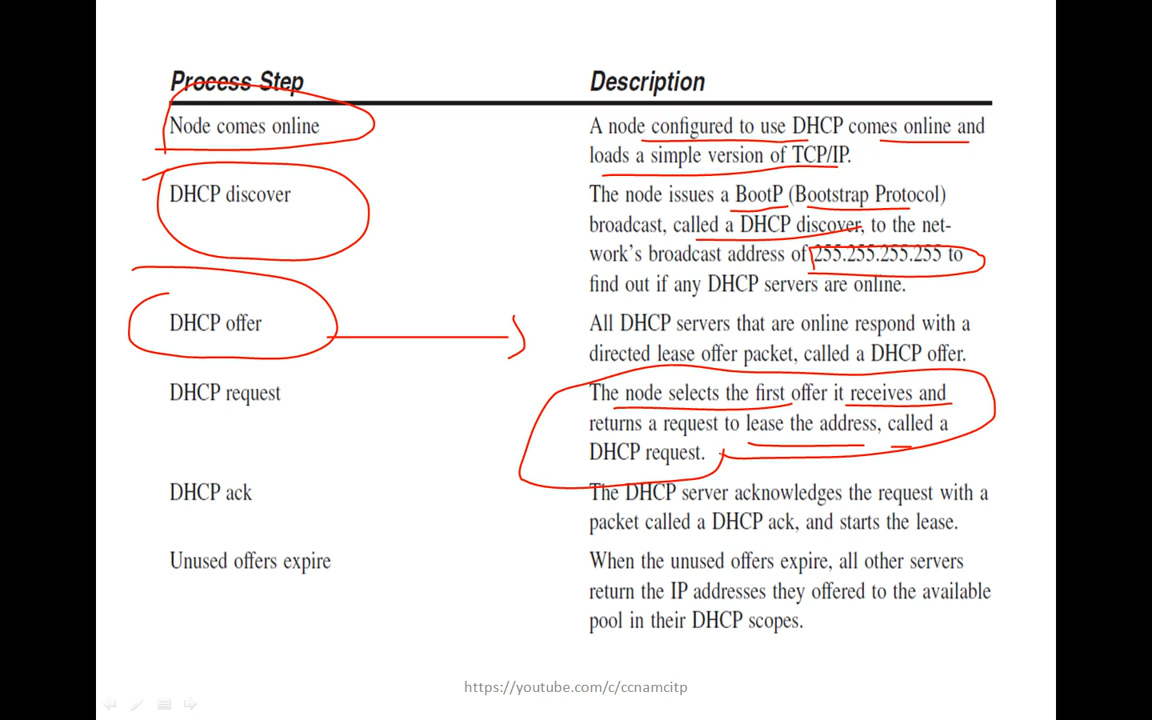 Process Step Description
Node comes online A node configured to use DHCP comes online and
loads a simple version of TCP/IP.
DHCP discover The node issues a BootP (Bootstrap Protocol)
broadcast, called a DHCP discover, to the net-
work's broadcast address of 255.255.255.255 to
find out if any DHCP servers are online.
DHCP offer All DHCP servers that are online respond with a
directed lease offer packet, called a DHCP offer.
DHCP request The node selects the first offer it receives and
returns a request to lease the address, called a
DHCP request.
DHCP ack The DHCP server acknowledges the request with a
packet called a DHCP ack, and starts the lease.
Unused offers expire When the unused offers expire, all other servers
return the IP addresses they offered to the available
pool in their DHCP scopes.
https://youtube.com/c/ccnamcitp